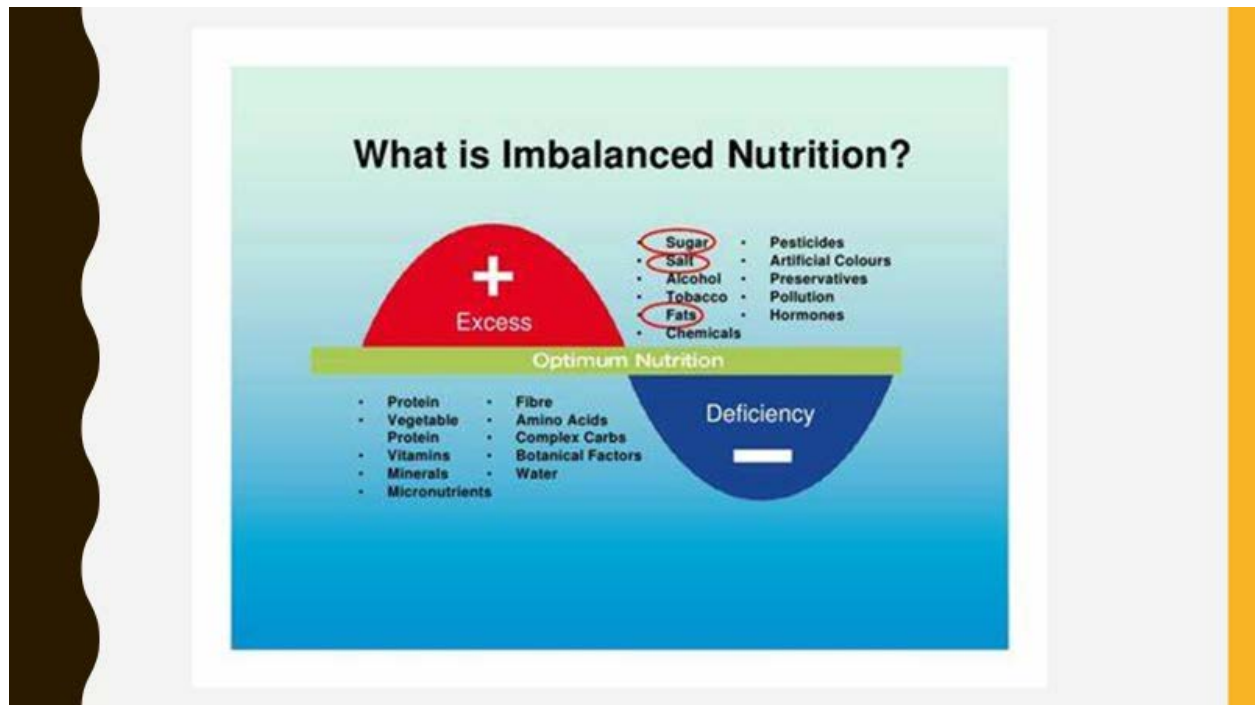 What is Imbalanced Nutrition?
+
Excess
• Sugar
• Salt
• Alcohol
• Tobacco
• Fats
• Chemicals
• Pesticides
• Artificial Colours
• Preservatives
• Pollution
• Hormones
Optimum Nutrition
• Protein
• Vegetable
Protein
• Vitamins
• Minerals
• Micronutrients
• Fibre
• Amino Acids
• Complex Carbs
• Botanical Factors
• Water
Deficiency
−